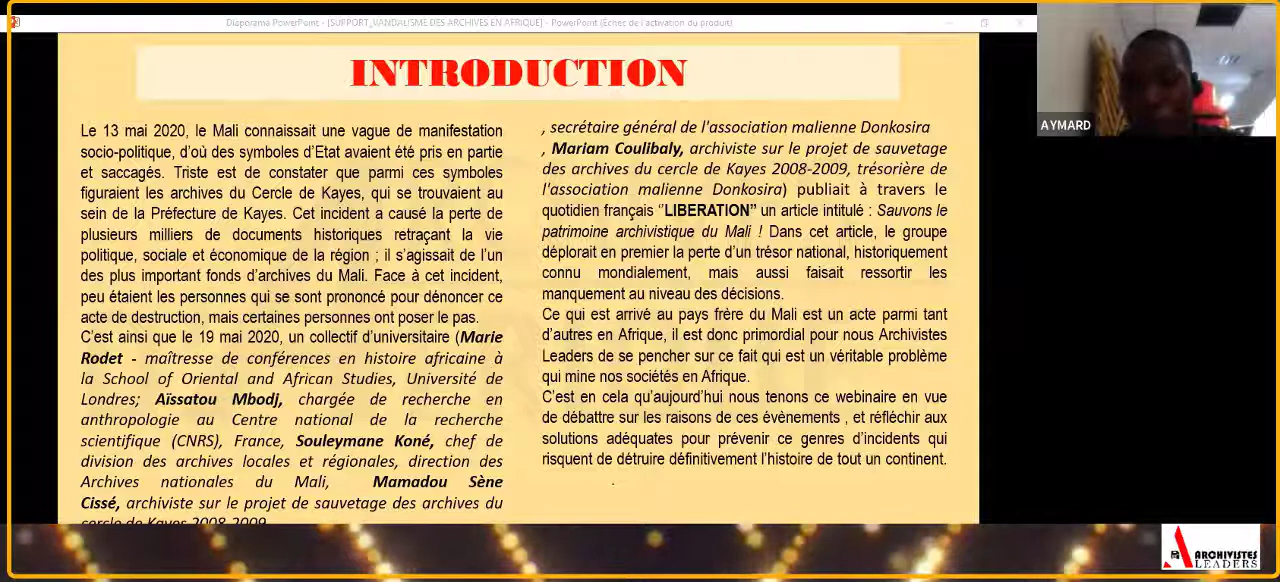 Diaporama PowerPoint - [SUPPORT_VANDALISME DES ARCHIVES EN AFRIQUE] - PowerPoint (Échec de l'activation du produit)
INTRODUCTION
Le 13 mai 2020, le Mali connaissait une vague de manifestation
socio-politique, d'où des symboles d'Etat avaient été pris en partie
et saccagés. Triste est de constater que parmi ces symboles
figuraient les archives du Cercle de Kayes, qui se trouvaient au
sein de la Préfecture de Kayes. Cet incident a causé la perte de
plusieurs milliers de documents historiques retraçant la vie
politique, sociale et économique de la région ; il s'agissait de l'un
des plus important fonds d'archives du Mali. Face à cet incident,
peu étaient les personnes qui se sont prononcé pour dénoncer ce
acte de destruction, mais certaines personnes ont poser le pas.
C'est ainsi que le 19 mai 2020, un collectif d'universitaire (Marie
Rodet - maîtresse de conférences en histoire africaine à
la School of Oriental and African Studies, Université de
Londres; Aïssatou Mbodj, chargée de recherche en
anthropologie au Centre national de la recherche
scientifique (CNRS), France, Souleymane Koné, chef de
division des archives locales et régionales, direction des
Archives nationales du Mali, Mamadou Sène
Cissé, archiviste sur le projet de sauvetage des archives du
cercle de Kayes 2008-2009
, secrétaire général de l'association malienne Donkosira
, Mariam Coulibaly, archiviste sur le projet de sauvetage
des archives du cercle de Kayes 2008-2009, trésorière de
l'association malienne Donkosira) publiait à travers le
quotidien français "LIBERATION" un article intitulé : Sauvons le
patrimoine archivistique du Mali ! Dans cet article, le groupe
déplorait en premier la perte d'un trésor national, historiquement
connu mondialement, mais aussi faisait ressortir les
manquement au niveau des décisions.
Ce qui est arrivé au pays frère du Mali est un acte parmi tant
d'autres en Afrique, il est donc primordial pour nous Archivistes
Leaders de se pencher sur ce fait qui est un véritable problème
qui mine nos sociétés en Afrique.
C'est en cela qu'aujourd'hui nous tenons ce webinaire en vue
de débattre sur les raisons de ces évènements , et réfléchir aux
solutions adéquates pour prévenir ce genres d'incidents qui
risquent de détruire définitivement l'histoire de tout un continent.
.
AYMARD
ARCHIVISTES
LEADERS